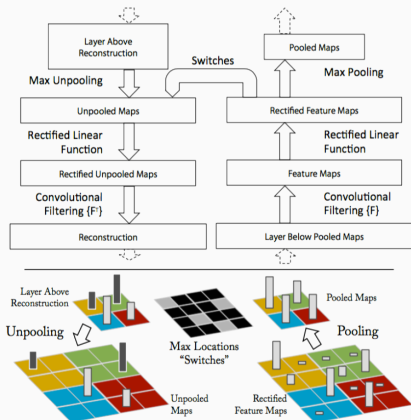 Layer Above
Reconstruction
Pooled Maps
Switches
Max Unpooling
Max Pooling
Unpooled Maps
Rectified Feature Maps
Rectified Linear
Function
Rectified Linear
Function
Rectified Unpooled Maps
Feature Maps
Convolutional
Filtering {Fᵀ}
Convolutional
Filtering {F}
Reconstruction
Layer Below Pooled Maps
Layer Above
Reconstruction
Pooled Maps
Unpooling
Max Locations
“Switches”
Pooling
Unpooled
Maps
Rectified
Feature Maps